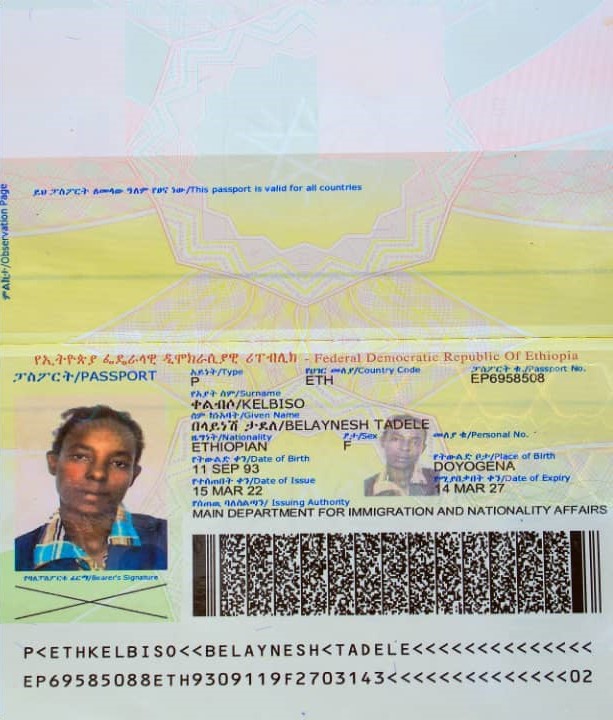 ይህ ፓስፖርት ለመላው ዓለም የፀና ነው/This passport is valid for all countries
ምልከታ/Observation Page
የኢትዮጵያ ፌዴራላዊ ዲሞክራሲያዊ ሪፐብሊክ - Federal Democratic Republic Of Ethiopia
ፓስፖርት/PASSPORT
አይነት/Type
የሀገር መለያ/Country Code
ፓስፖርት ቁ/Passport No.
P
ETH
EP6958508
የአያት ስም/Surname
ቀልብሶ/KELBISO
ስም ከነአባት/Given Name
በላይነሽ ታደለ/BELAYNESH TADELE
ዜግነት/Nationality
ፆታ/Sex
መለያ ቁ/Personal No.
ETHIOPIAN
F
የትውልድ ቀን/Date of Birth
የትውልድ ቦታ/Place of Birth
11 SEP 93
DOYOGENA
የተሰጠበት ቀን/Date of Issue
የሚያበቃበት ቀን/Date of Expiry
15 MAR 22
14 MAR 27
የሰጠዉ ባለስልጣን/ Issuing Authority
MAIN DEPARTMENT FOR IMMIGRATION AND NATIONALITY AFFAIRS
የባለፓስፖርቱ ፊርማ/Bearer's Signature
P<ETHKELBISO<<BELAYNESH<TADELE<<<<<<<<<<<<<<
EP69585088ETH9309119F2703143<<<<<<<<<<<<<<02